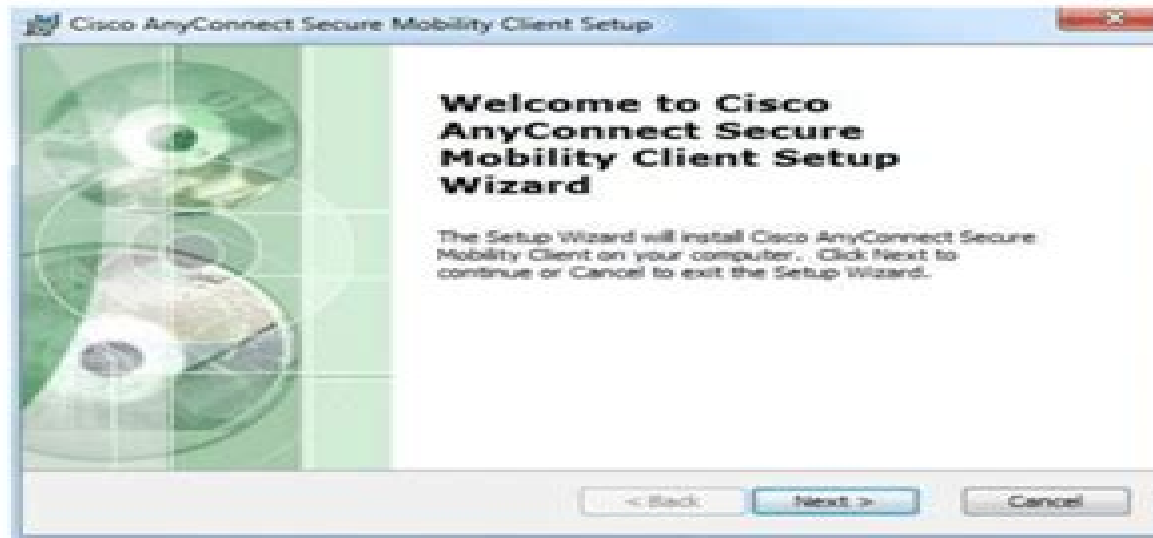 Cisco AnyConnect Secure Mobility Client Setup
Welcome to Cisco
AnyConnect Secure
Mobility Client Setup
Wizard
The Setup Wizard will install Cisco AnyConnect Secure
Mobility Client on your computer. Click Next to
continue or Cancel to exit the Setup Wizard.
< Back
Next >
Cancel